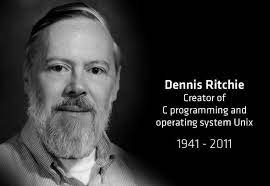 Dennis Ritchie
Creator of
C programming and
operating system Unix
1941 - 2011